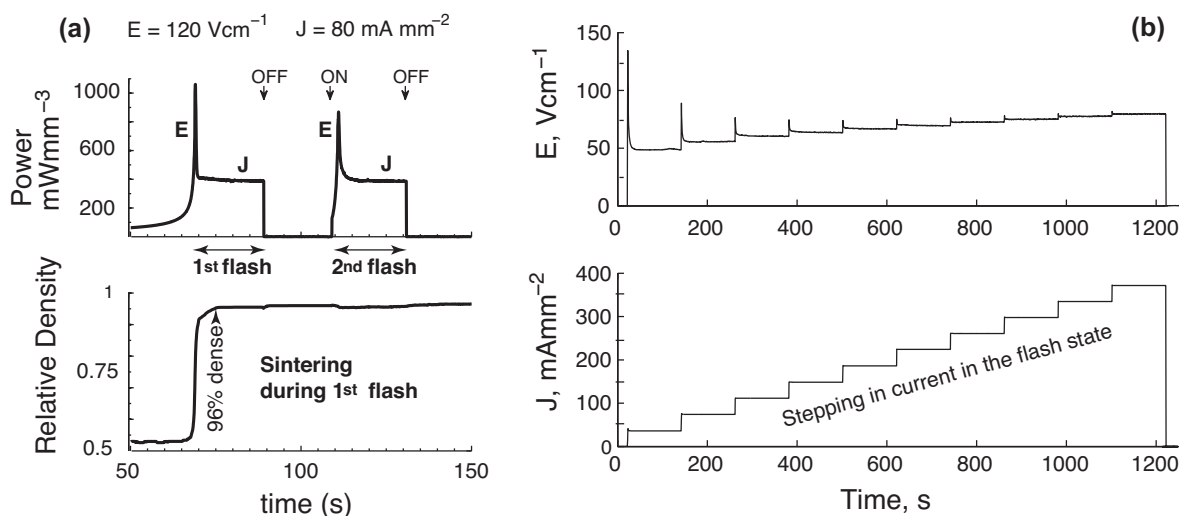 (a)
E = 120 Vcm⁻¹
J = 80 mA mm⁻²
OFF
ON
OFF
1000
800
600
400
200
Power
mWmm⁻³
E
J
E
J
1st flash
2nd flash
1
0.75
0.5
Relative Density
96% dense
Sintering
during 1st flash
50
100
150
time (s)
(b)
150
100
50
0
E, Vcm⁻¹
0
200
400
600
800
1000
1200
400
300
200
100
0
J, mAmm⁻²
Stepping in current in the flash state
0
200
400
600
800
1000
1200
Time, s